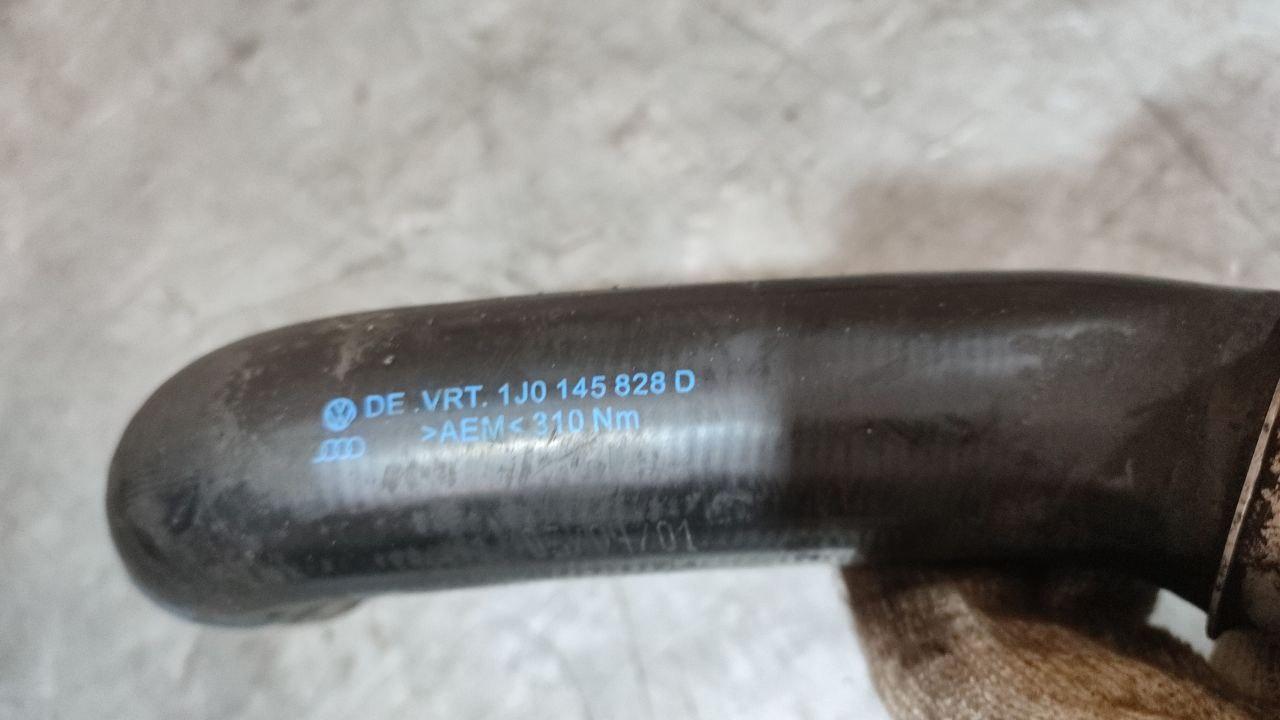 DE .VRT. 1J0 145 828 D
>AEM< 310 Nm